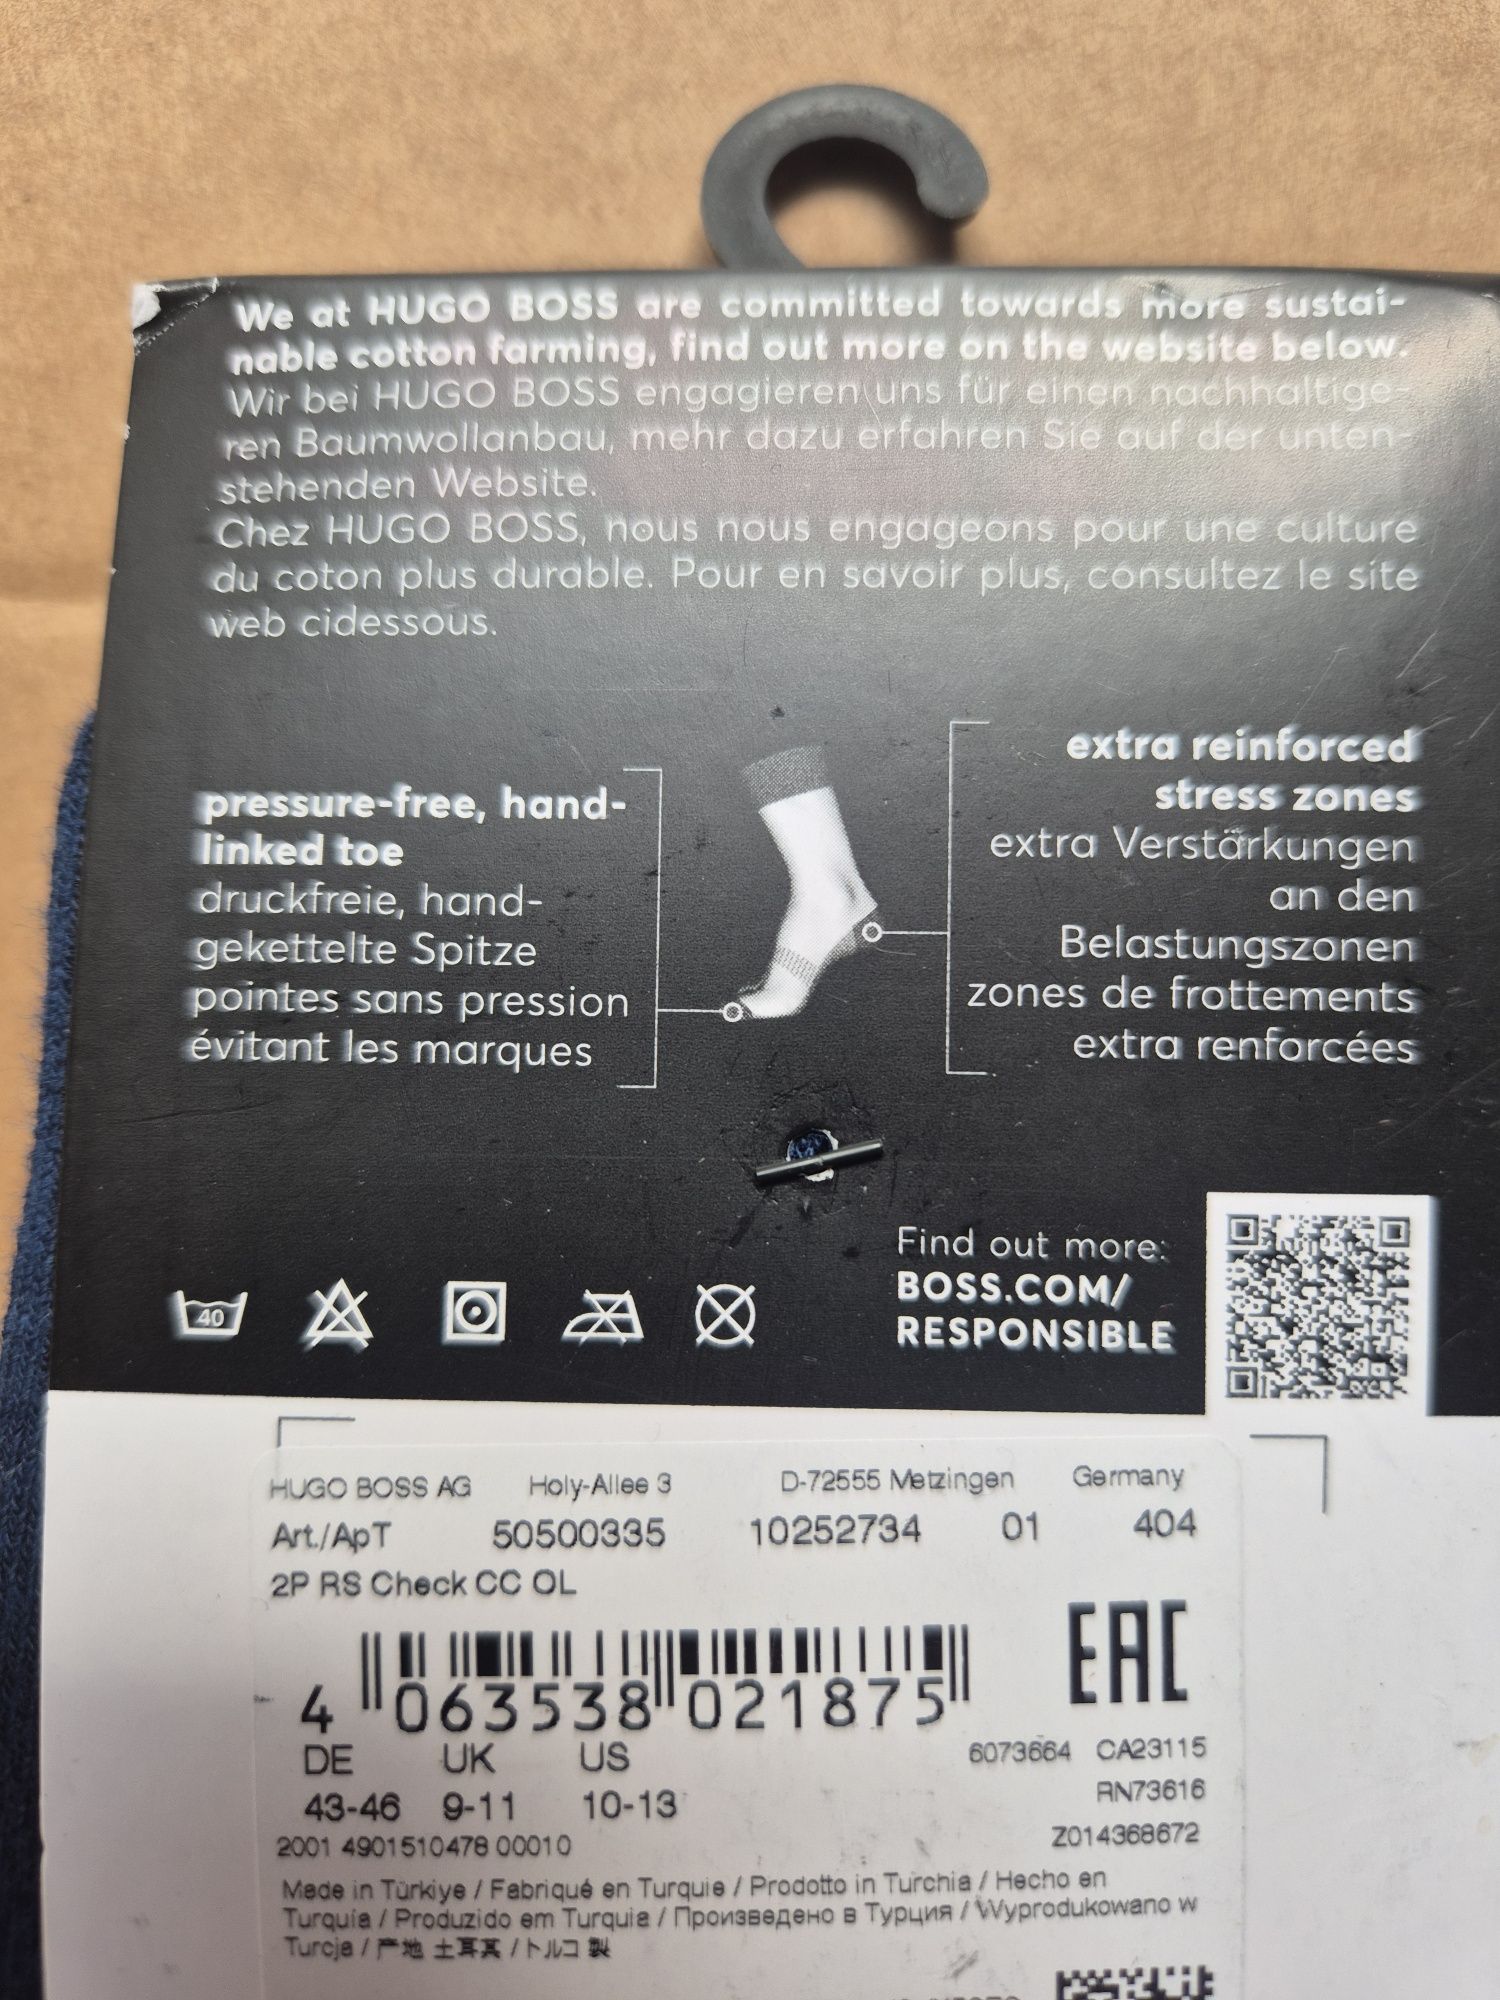 We at HUGO BOSS are committed towards more sustai-
nable cotton farming, find out more on the website below.
Wir bei HUGO BOSS engagieren uns für einen nachhaltige-
ren Baumwollanbau, mehr dazu erfahren Sie auf der unten-
stehenden Website.
Chez HUGO BOSS, nous nous engageons pour une culture
du coton plus durable. Pour en savoir plus, consultez le site
web cidessous.
pressure-free, hand-
linked toe
druckfreie, hand-
gekettelte Spitze
pointes sans pression
évitant les marques
extra reinforced
stress zones
extra Verstärkungen
an den
Belastungszonen
zones de frottements
extra renforcées
40
Find out more:
BOSS.COM/
RESPONSIBLE
HUGO BOSS AG Holy-Allee 3 D-72555 Metzingen Germany
Art./АрТ 50500335 10252734 01 404
2P RS Check CC OL
EAC
4 063538 021875
DE UK US
43-46 9-11 10-13
6073664 CA23115
RN73616
Z014368672
2001 4901510478 00010
Made in Türkiye / Fabriqué en Turquie / Prodotto in Turchia / Hecho en
Turquía / Produzido em Turquia / Произведено в Турция / Wyprodukowano w
Turcja / 产地 土耳其 / トルコ 製